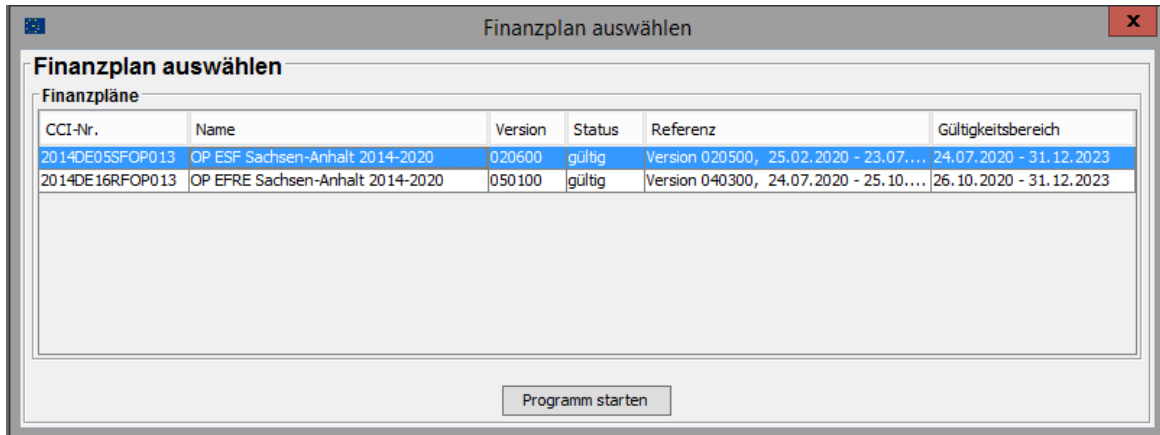 Finanzplan auswählen
x
Finanzplan auswählen
Finanzpläne
CCI-Nr. Name Version Status Referenz Gültigkeitsbereich
2014DE05SFOP013 OP ESF Sachsen-Anhalt 2014-2020 020600 gültig Version 020500, 25.02.2020 - 23.07.... 24.07.2020 - 31.12.2023
2014DE16RFOP013 OP EFRE Sachsen-Anhalt 2014-2020 050100 gültig Version 040300, 24.07.2020 - 25.10.... 26.10.2020 - 31.12.2023
Programm starten